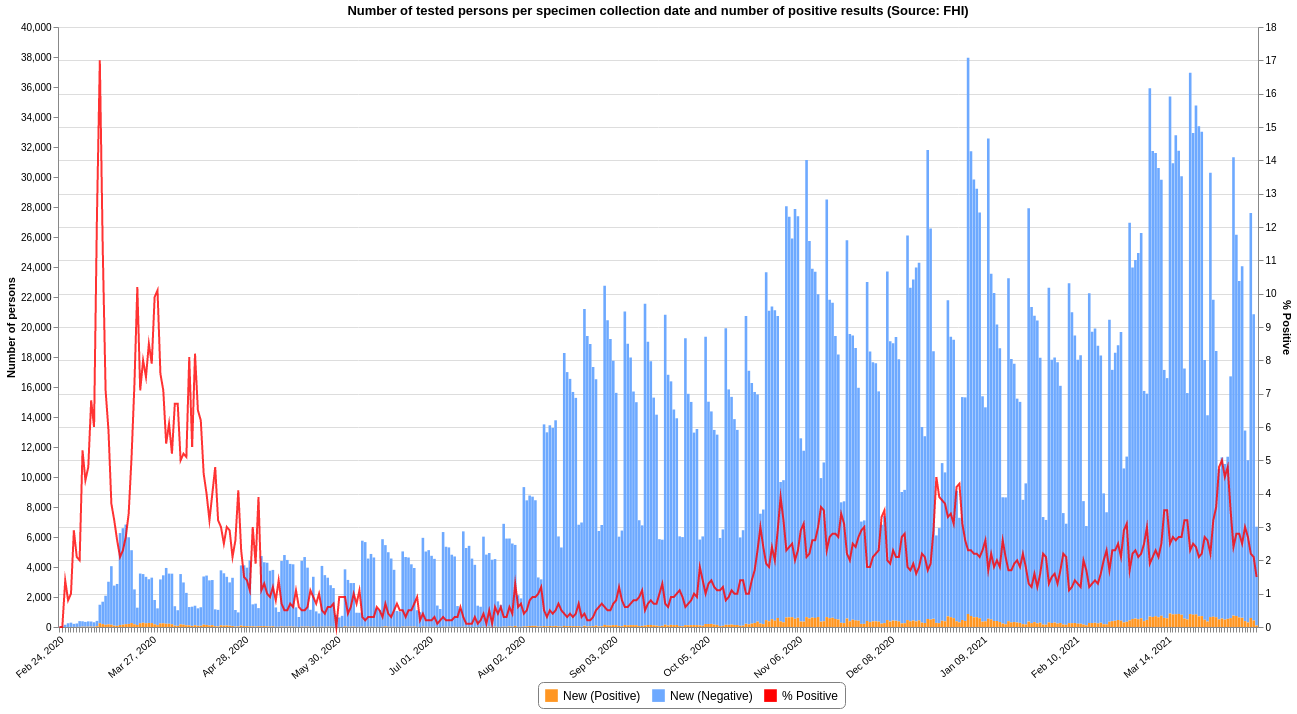 Number of tested persons per specimen collection date and number of positive results (Source: FHI)
40,000
38,000
36,000
34,000
32,000
30,000
28,000
26,000
24,000
22,000
20,000
18,000
16,000
14,000
12,000
10,000
8,000
6,000
4,000
2,000
0
Number of persons
18
17
16
15
14
13
12
11
10
9
8
7
6
5
4
3
2
1
0
% Positive
Feb 24, 2020
Mar 27, 2020
Apr 28, 2020
May 30, 2020
Jul 01, 2020
Aug 02, 2020
Sep 03, 2020
Oct 05, 2020
Nov 06, 2020
Dec 08, 2020
Jan 09, 2021
Feb 10, 2021
Mar 14, 2021
New (Positive) New (Negative) % Positive